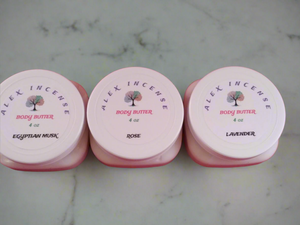 ALEX INCENSE
BODY BUTTER
4 oz
EGYPTIAN MUSK
ALEX INCENSE
BODY BUTTER
4 oz
ROSE
ALEX INCENSE
BODY BUTTER
4 oz
LAVENDER